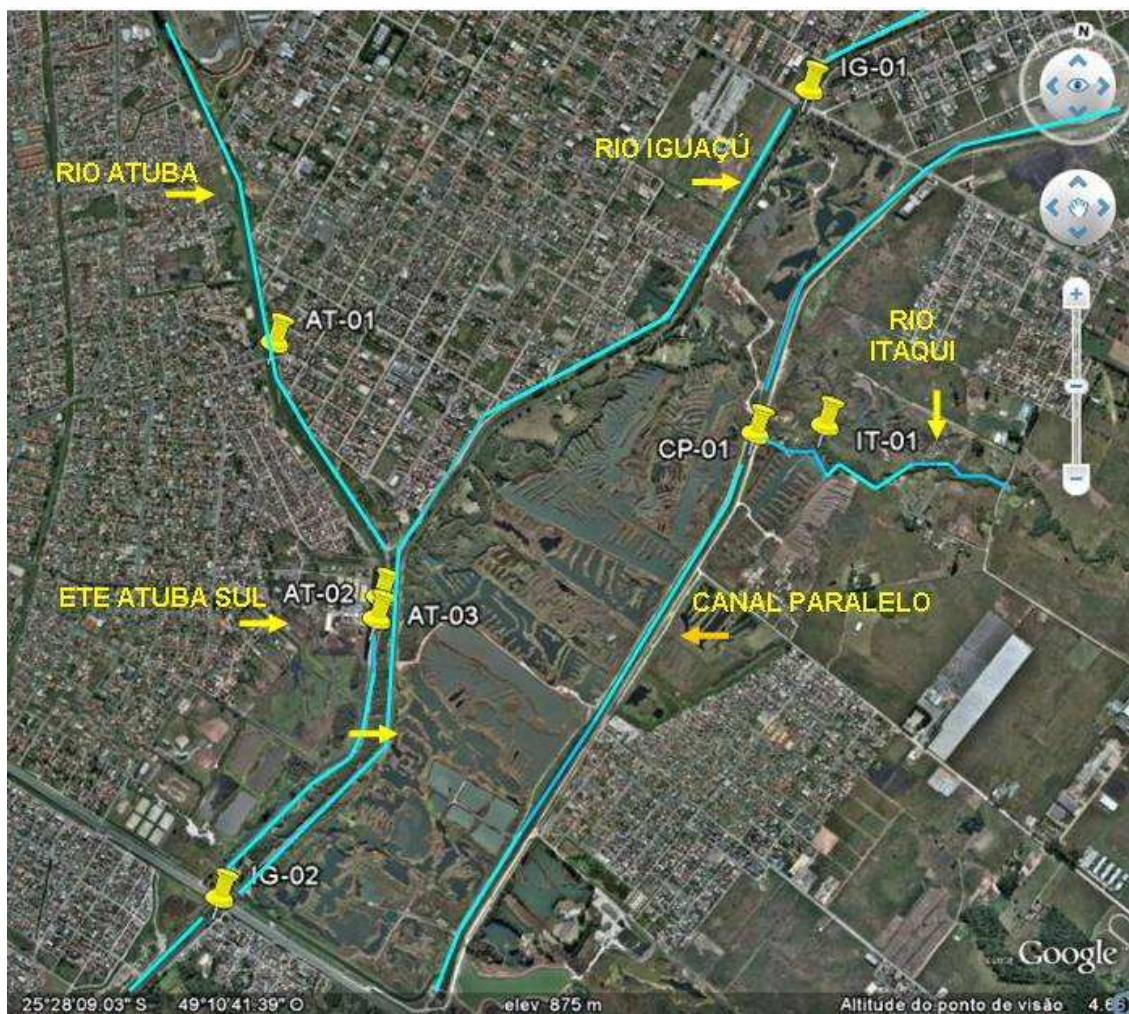 N
IG-01
RIO IGUAÇÚ
RIO ATUBA
AT-01
RIO
ITAQUI
CP-01
IT-01
ETE ATUBA SUL
AT-02
AT-03
CANAL PARALELO
IG-02
Google
25°28'09.03" S 49°10'41.39" O elev 875 m Altitude do ponto de visão